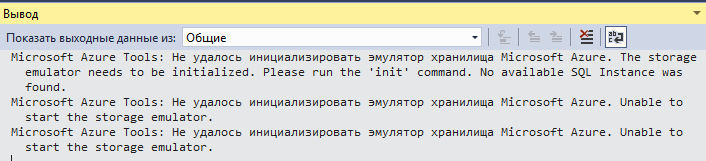 Вывод
Показать выходные данные из: Общие
Microsoft Azure Tools: Не удалось инициализировать эмулятор хранилища Microsoft Azure. The storage
emulator needs to be initialized. Please run the 'init' command. No available SQL Instance was
found.
Microsoft Azure Tools: Не удалось инициализировать эмулятор хранилища Microsoft Azure. Unable to
start the storage emulator.
Microsoft Azure Tools: Не удалось инициализировать эмулятор хранилища Microsoft Azure. Unable to
start the storage emulator.